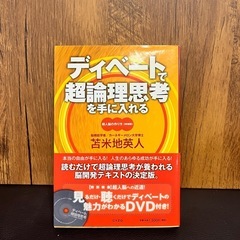 ディベートで
超論理思考
を手に入れる
苫米地英人
本当の自由が手に入る! 人生のあらゆる成功が手に入る!
読むだけで超論理思考が養われる
脳開発テキストの決定版。
見るだけ、聴くだけでディベートの
魅力がわかるDVD付き!